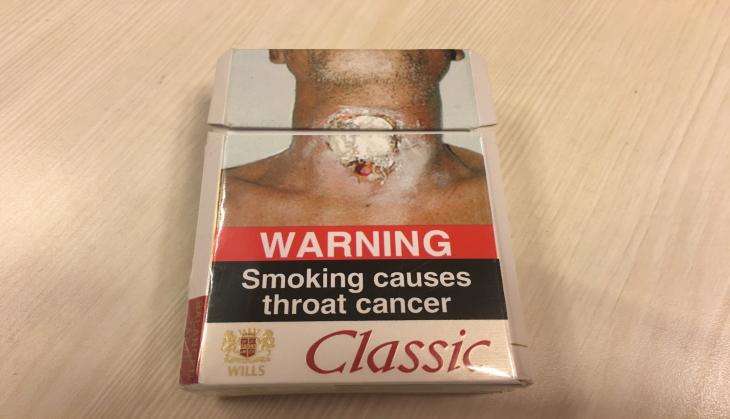 WARNING
Smoking causes
throat cancer
WILLS
Classic